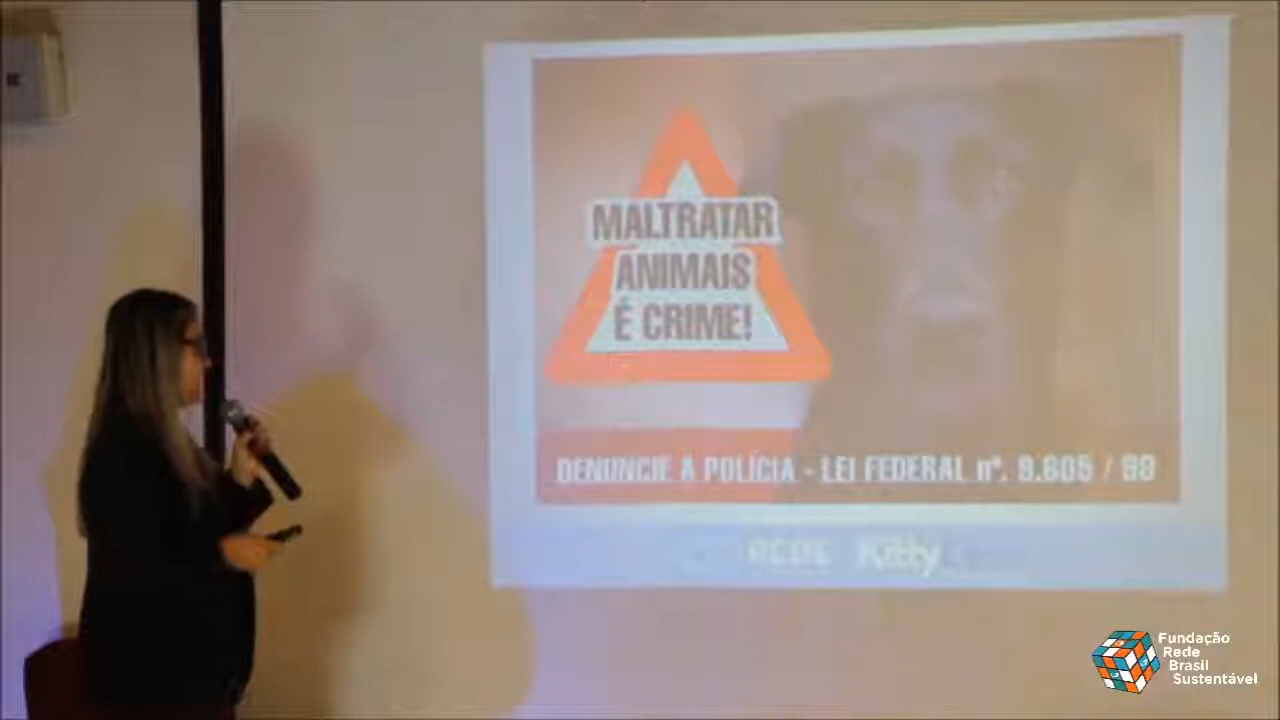 MALTRATAR
ANIMAIS
É CRIME!
DENUNCIE A POLÍCIA - LEI FEDERAL nº. 9.605 / 98
REDE Kitty
Fundação
Rede
Brasil
Sustentável